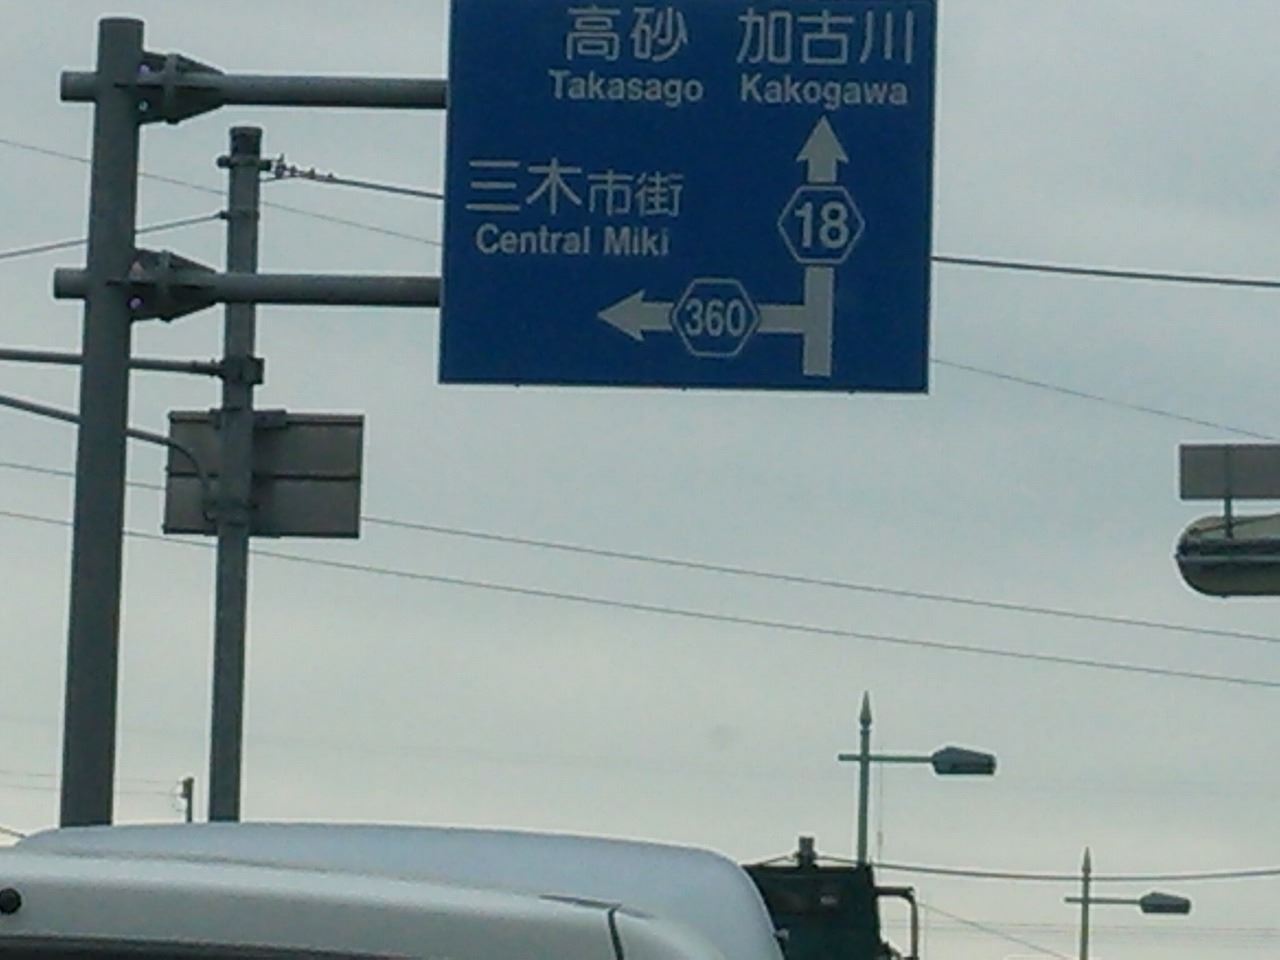 高砂 加古川
Takasago Kakogawa
三木市街
Central Miki
18
360